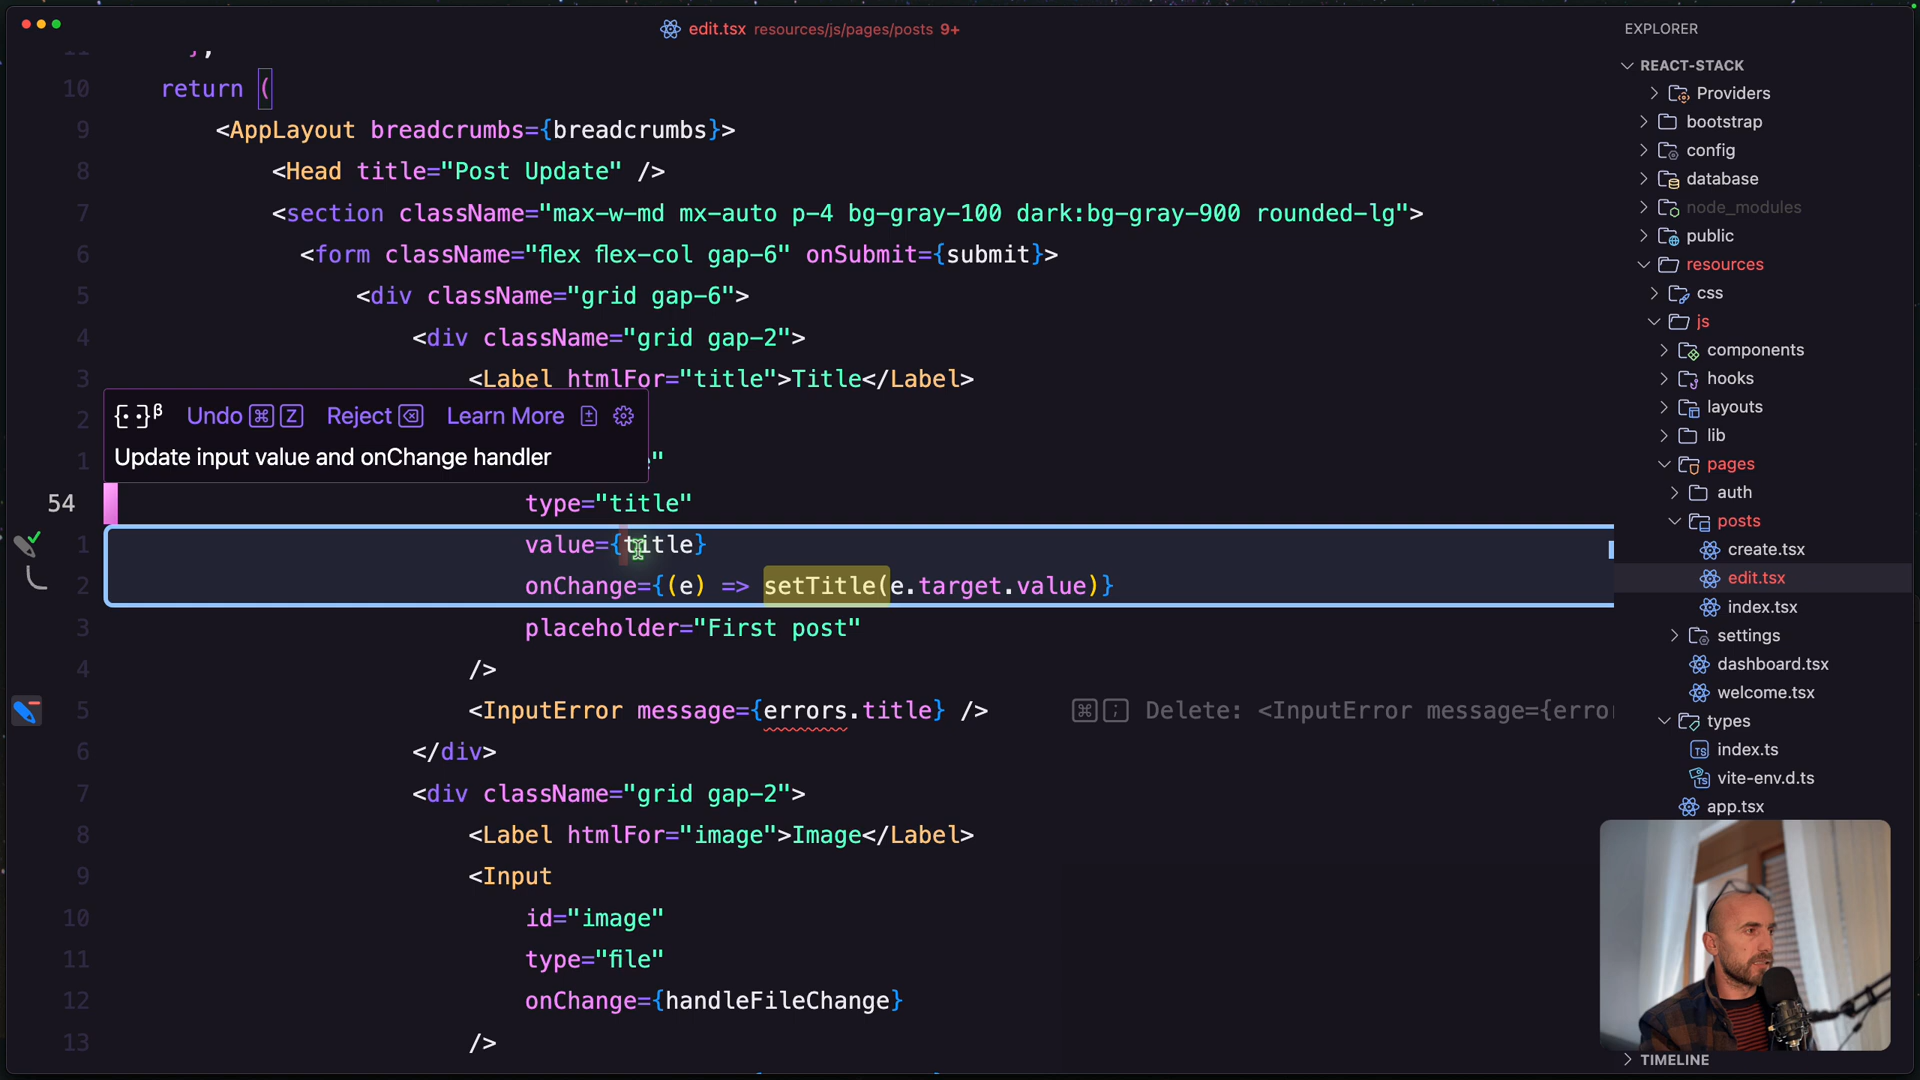 edit.tsx resources/js/pages/posts 9+
10 return (
9 <AppLayout breadcrumbs={breadcrumbs}>
8 <Head title="Post Update" />
7 <section className="max-w-md mx-auto p-4 bg-gray-100 dark:bg-gray-900 rounded-lg">
6 <form className="flex flex-col gap-6" onSubmit={submit}>
5 <div className="grid gap-6">
4 <div className="grid gap-2">
3 <Label htmlFor="title">Title</Label>
2
{··}β Undo ⌘ Z Reject ⌫ Learn More
Update input value and onChange handler
1 "
54 type="title"
1 value={title}
2 onChange={(e) => setTitle(e.target.value)}
3 placeholder="First post"
4 />
5 <InputError message={errors.title} /> ⌘ ; Delete: <InputError message={erro
6 </div>
7 <div className="grid gap-2">
8 <Label htmlFor="image">Image</Label>
9 <Input
10 id="image"
11 type="file"
12 onChange={handleFileChange}
13 />
EXPLORER
REACT-STACK
Providers
bootstrap
config
database
node_modules
public
resources
css
js
components
hooks
layouts
lib
pages
auth
posts
create.tsx
edit.tsx
index.tsx
settings
dashboard.tsx
welcome.tsx
types
index.ts
vite-env.d.ts
app.tsx
TIMELINE